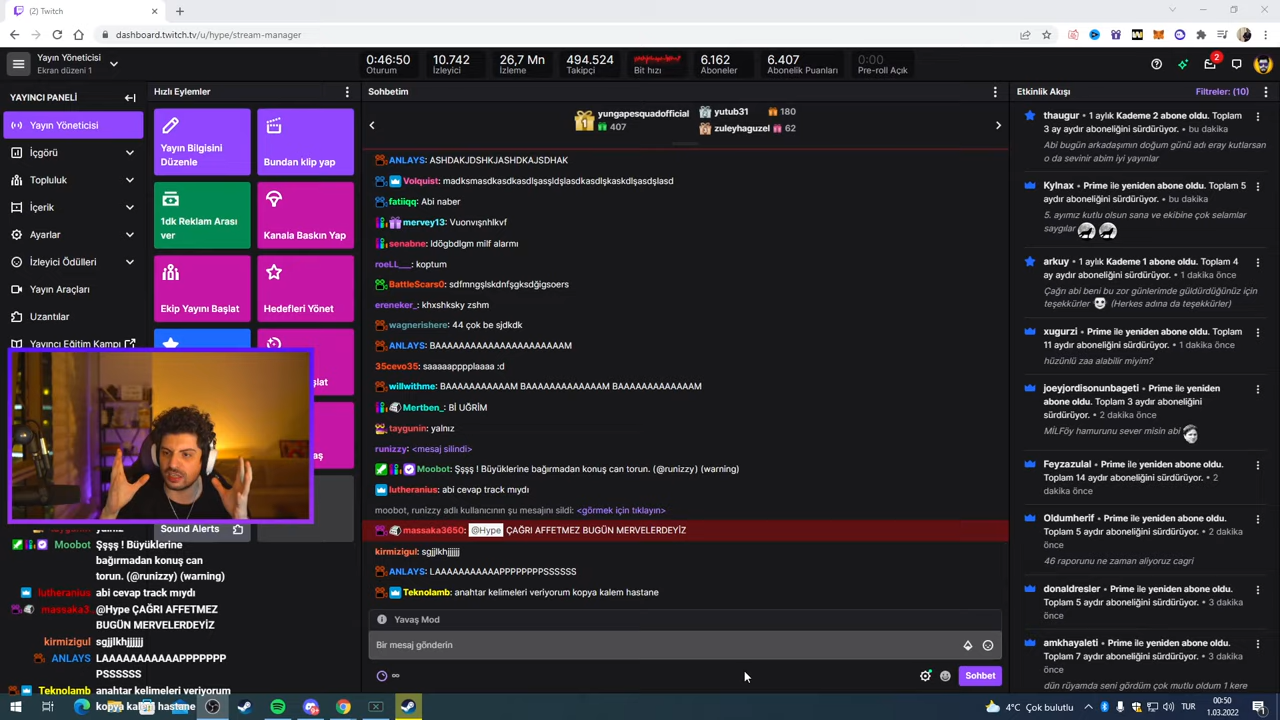 (2) Twitch
dashboard.twitch.tv/u/hype/stream-manager
Yayın Yöneticisi
Ekran düzeni 1
0:46:50
Oturum
10.742
İzleyici
26,7 Mn
İzleme
494.524
Takipçi
Bit hızı
6.162
Aboneler
6.407
Abonelik Puanları
0:00
Pre-roll Açık
2
YAYINCI PANELİ
Yayın Yöneticisi
İçgörü
Topluluk
İçerik
Ayarlar
İzleyici Ödülleri
Yayın Araçları
Uzantılar
Yayıncı Eğitim Kampı
Hızlı Eylemler
Yayın Bilgisini
Düzenle
Bundan klip yap
1dk Reklam Arası
ver
Kanala Baskın Yap
Ekip Yayını Başlat
Hedefleri Yönet
Sound Alerts
Sohbetim
1
yungapesquadofficial
407
yutub31 180
zuleyhaguzel 62
ANLAYS: ASHDAKJDSHKJASHDKAJSDHAK
Volquist: madksmasdkasdkasdlşasşldşlasdkasdlşkaskdlşasdşlasd
fatiiqq: Abi naber
mervey13: Vuonvışnhlkvf
senabne: ldögbdlgm milf alarmı
roeLL___: koptum
BattleScars0: sdfmngşlskdnfşgksdğigsoers
ereneker_: khxshksky zshm
wagnerishere: 44 çok be sjdkdk
ANLAYS: BAAAAAAAAAAAAAAAAAAAAAM
35cevo35: saaaaapppplaaaa :d
willwithme: BAAAAAAAAAAAM BAAAAAAAAAAAAM BAAAAAAAAAAAAM
Mertben_: Bİ UĞRİM
taygunin: yalnız
runizzy: <mesaj silindi>
Moobot: Şşşş ! Büyüklerine bağırmadan konuş can torun. (@runizzy) (warning)
lutheranius: abi cevap track mıydı
moobot, runizzy adlı kullanıcının şu mesajını sildi: <görmek için tıklayın>
massaka3650: @Hype ÇAĞRI AFFETMEZ BUGÜN MERVELERDEYİZ
kirmizigul: sgjjlkhjjjjjj
ANLAYS: LAAAAAAAAAAPPPPPPPSSSSSS
Teknolamb: anahtar kelimeleri veriyorum kopya kalem hastane
Yavaş Mod
Bir mesaj gönderin
Sohbet
Etkinlik Akışı
Filtreler: (10)
thaugur • 1 aylık Kademe 2 abone oldu. Toplam
3 ay aydır aboneliğini sürdürüyor. • bu dakika
Abi bugün arkadaşımın doğum günü adı eray kutlarsan
o da sevinir abim iyi yayınlar
Kylnax • Prime ile yeniden abone oldu. Toplam 5
aydır aboneliğini sürdürüyor. • bu dakika
5. ayımız kutlu olsun sana ve ekibine çok selamlar
saygılar
arkuy • 1 aylık Kademe 1 abone oldu. Toplam 4
ay aydır aboneliğini sürdürüyor. • 1 dakika önce
Çağrı abi beni bu zor günlerimde güldürdüğünüz için
teşekkürler (Herkes adına da teşekkürler)
xugurzi • Prime ile yeniden abone oldu. Toplam
11 aydır aboneliğini sürdürüyor. • 1 dakika önce
hüzünlü zaa alabilir miyim?
joeyjordisonunbageti • Prime ile yeniden
abone oldu. Toplam 3 aydır aboneliğini
sürdürüyor. • 2 dakika önce
MİLFöy hamurunu sever misin abi
Feyzazulal • Prime ile yeniden abone oldu.
Toplam 14 aydır aboneliğini sürdürüyor. • 2
dakika önce
Oldumherif • Prime ile yeniden abone oldu.
Toplam 5 aydır aboneliğini sürdürüyor. • 2 dakika
önce
46 raporunu ne zaman aliyoruz cagri
donaldresler • Prime ile yeniden abone oldu.
Toplam 5 aydır aboneliğini sürdürüyor. • 3 dakika
önce
amkhayaleti • Prime ile yeniden abone oldu.
Toplam 7 aydır aboneliğini sürdürüyor. • 3 dakika
önce
dün rüyamda seni gördüm çok mutlu oldum 1 kere
Moobot Şşşş ! Büyüklerine
bağırmadan konuş can
torun. (@runizzy) (warning)
lutheranius abi cevap track mıydı
massaka3... @Hype ÇAĞRI AFFETMEZ
BUGÜN MERVELERDEYİZ
kirmizigul sgjjlkhjjjjjj
ANLAYS LAAAAAAAAAAPPPPPPP
PSSSSSS
Teknolamb anahtar kelimeleri veriyorum
kopya kalem hastane
4°C Çok bulutlu
TUR
00:50
1.03.2022